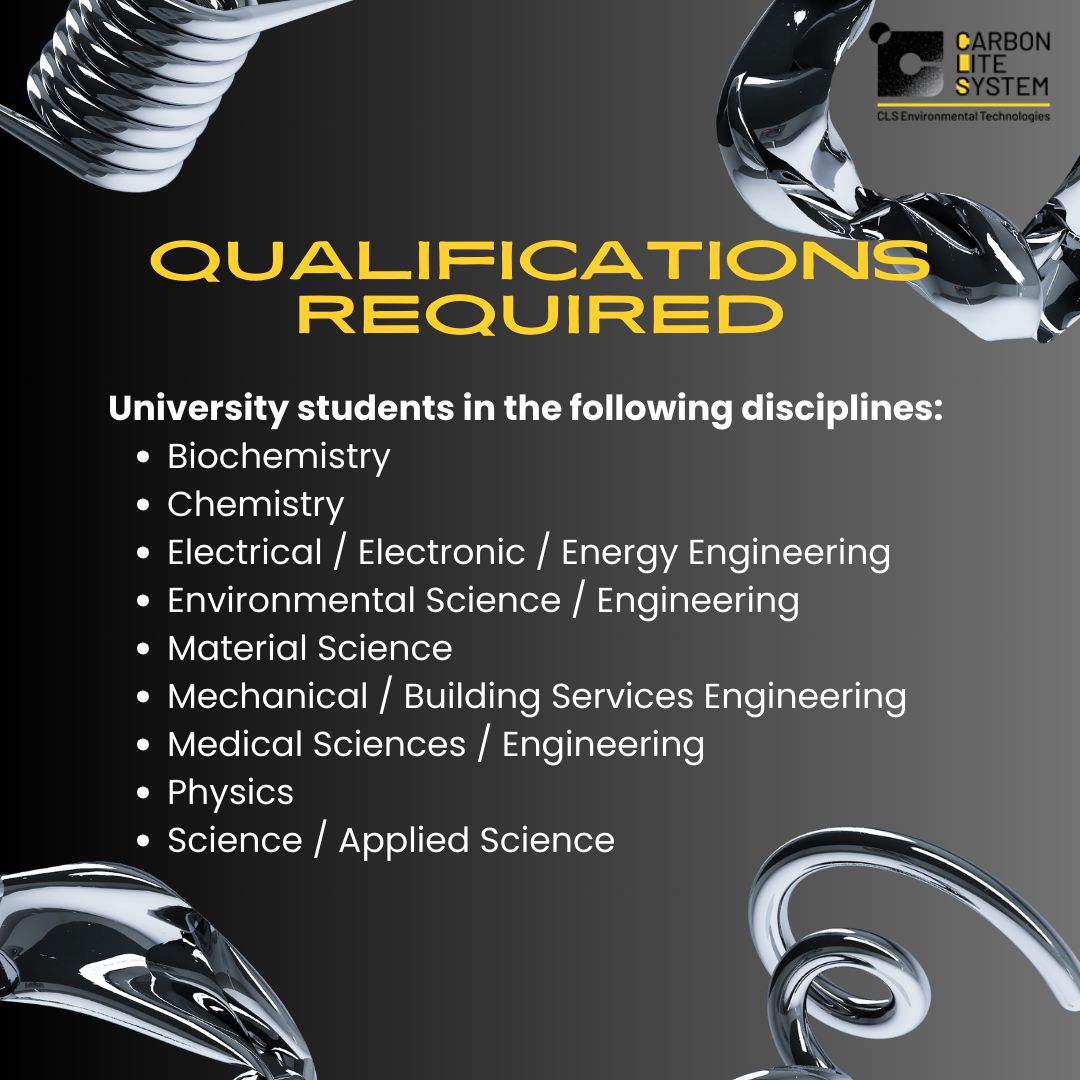 CARBON
LITE
SYSTEM
CLS Environmental Technologies
QUALIFICATIONS
REQUIRED
University students in the following disciplines:
• Biochemistry
• Chemistry
• Electrical / Electronic / Energy Engineering
• Environmental Science / Engineering
• Material Science
• Mechanical / Building Services Engineering
• Medical Sciences / Engineering
• Physics
• Science / Applied Science